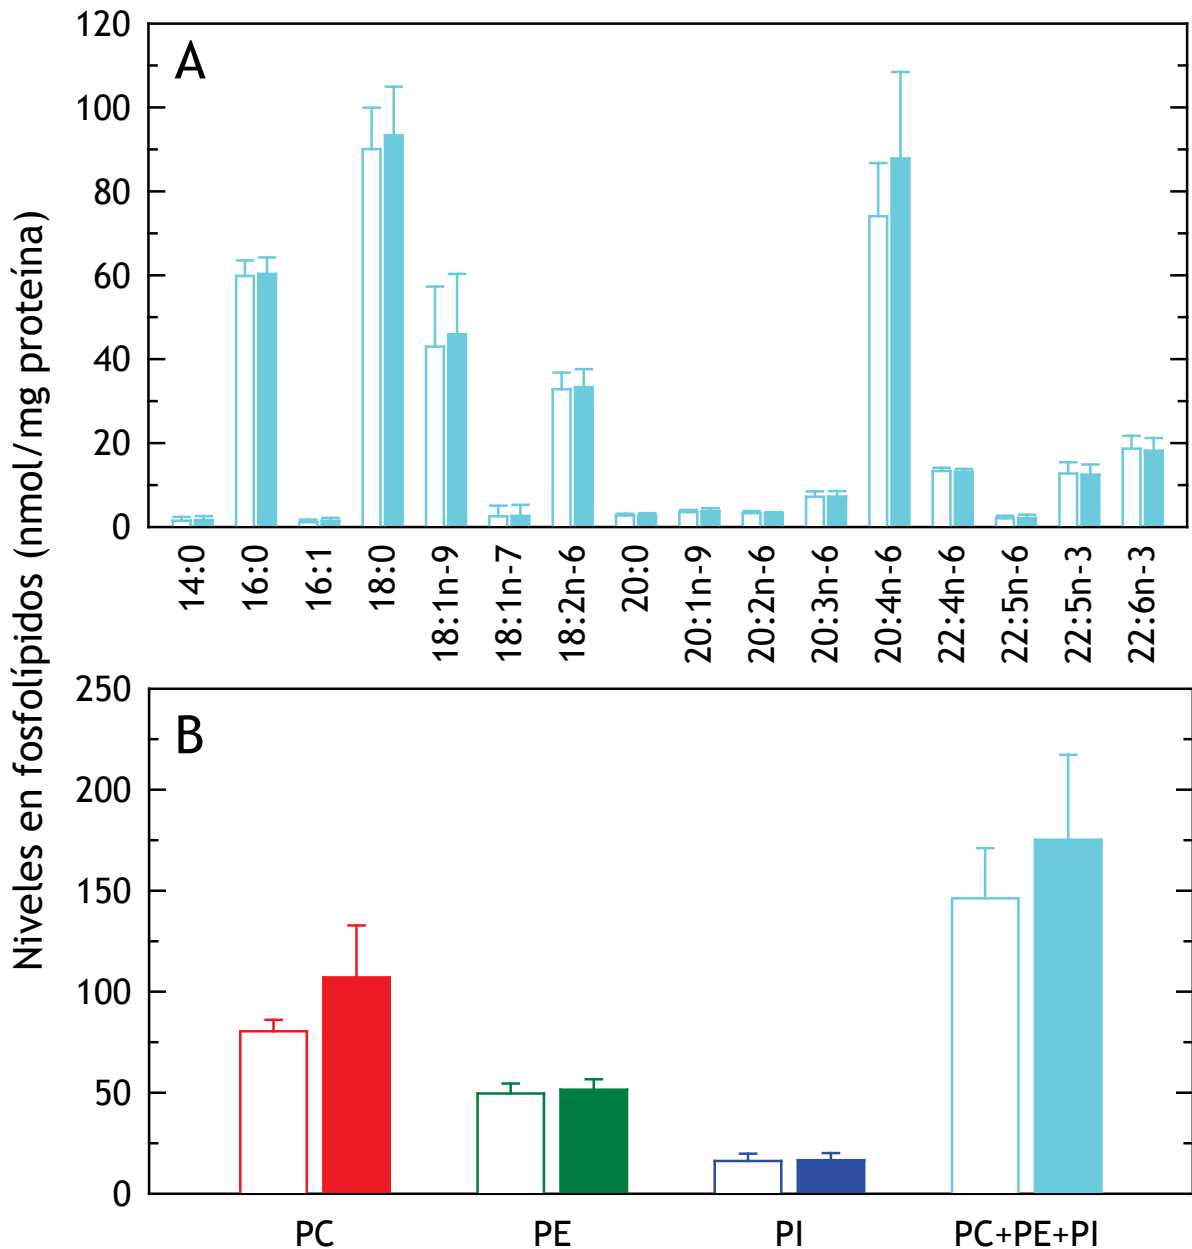 Niveles en fosfolípidos (nmol/mg proteína)
A
120
100
80
60
40
20
0
14:0
16:0
16:1
18:0
18:1n-9
18:1n-7
18:2n-6
20:0
20:1n-9
20:2n-6
20:3n-6
20:4n-6
22:4n-6
22:5n-6
22:5n-3
22:6n-3
B
250
200
150
100
50
0
PC
PE
PI
PC+PE+PI